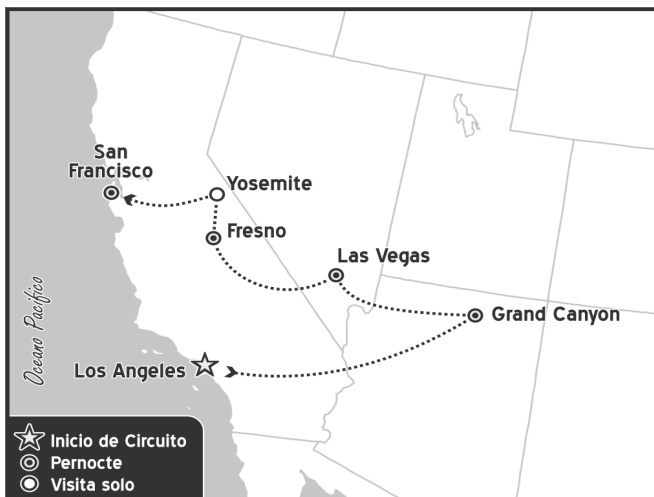 San
Francisco
Yosemite
Fresno
Las Vegas
Grand Canyon
Oceano Pacifico
Los Angeles
Inicio de Circuito
Pernocte
Visita solo